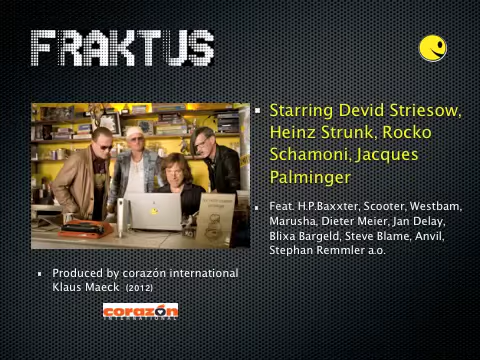 FRAKTUS
Starring Devid Striesow,
Heinz Strunk, Rocko
Schamoni, Jacques
Palminger
Feat. H.P.Baxxter, Scooter, Westbam,
Marusha, Dieter Meier, Jan Delay,
Blixa Bargeld, Steve Blame, Anvil,
Stephan Remmler a.o.
Produced by corazón international
Klaus Maeck (2012)
corazón
INTERNATIONAL